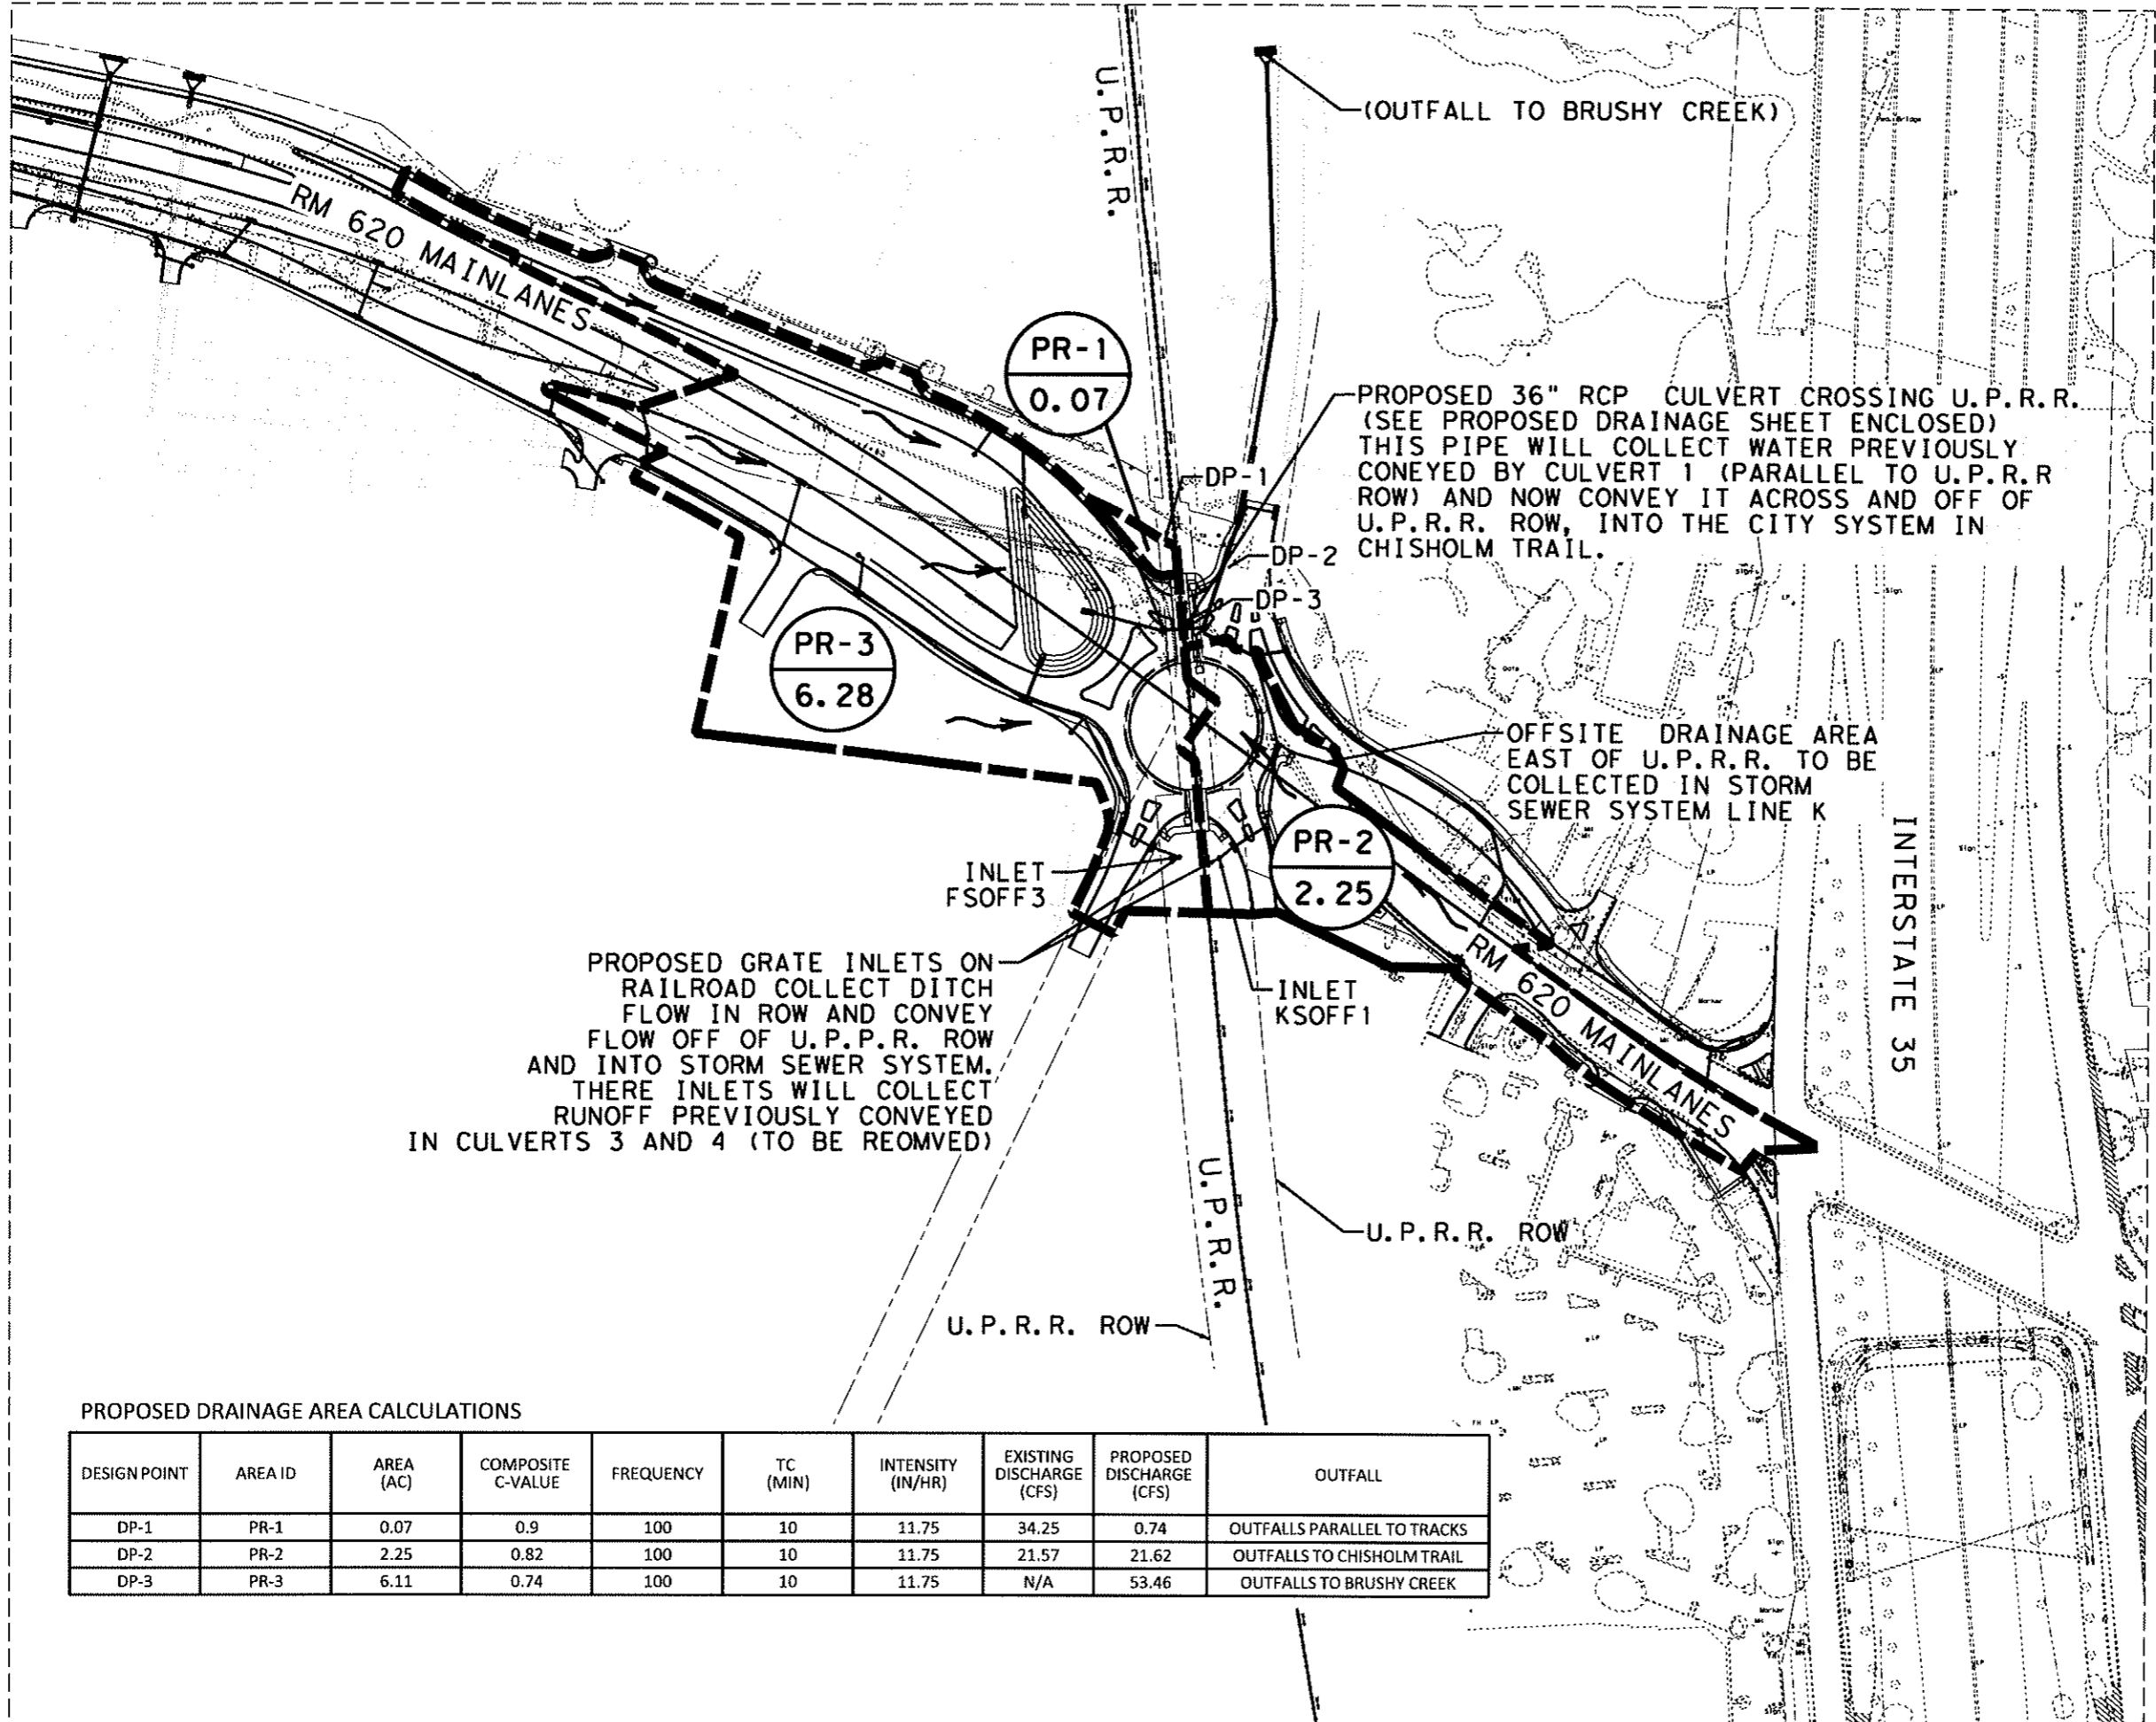 U.P.R.R.
(OUTFALL TO BRUSHY CREEK)
RM 620 MAINLANES
PR-1
0.07
PROPOSED 36" RCP CULVERT CROSSING U.P.R.R.
(SEE PROPOSED DRAINAGE SHEET ENCLOSED)
THIS PIPE WILL COLLECT WATER PREVIOUSLY
CONEYED BY CULVERT 1 (PARALLEL TO U.P.R.R
ROW) AND NOW CONVEY IT ACROSS AND OFF OF
U.P.R.R. ROW, INTO THE CITY SYSTEM IN
CHISHOLM TRAIL.
DP-1
DP-2
DP-3
PR-3
6.28
OFFSITE DRAINAGE AREA
EAST OF U.P.R.R. TO BE
COLLECTED IN STORM
SEWER SYSTEM LINE K
INTERSTATE 35
PR-2
2.25
INLET
FSOFF3
PROPOSED GRATE INLETS ON
RAILROAD COLLECT DITCH
FLOW IN ROW AND CONVEY
FLOW OFF OF U.P.P.R. ROW
AND INTO STORM SEWER SYSTEM.
THERE INLETS WILL COLLECT
RUNOFF PREVIOUSLY CONVEYED
IN CULVERTS 3 AND 4 (TO BE REOMVED)
INLET
KSOFF1
RM 620 MAINLANES
U.P.R.R.
U.P.R.R. ROW
U.P.R.R. ROW
PROPOSED DRAINAGE AREA CALCULATIONS
DESIGN POINT AREA ID AREA (AC) COMPOSITE C-VALUE FREQUENCY TC (MIN) INTENSITY (IN/HR) EXISTING DISCHARGE (CFS) PROPOSED DISCHARGE (CFS) OUTFALL
DP-1 PR-1 0.07 0.9 100 10 11.75 34.25 0.74 OUTFALLS PARALLEL TO TRACKS
DP-2 PR-2 2.25 0.82 100 10 11.75 21.57 21.62 OUTFALLS TO CHISHOLM TRAIL
DP-3 PR-3 6.11 0.74 100 10 11.75 N/A 53.46 OUTFALLS TO BRUSHY CREEK